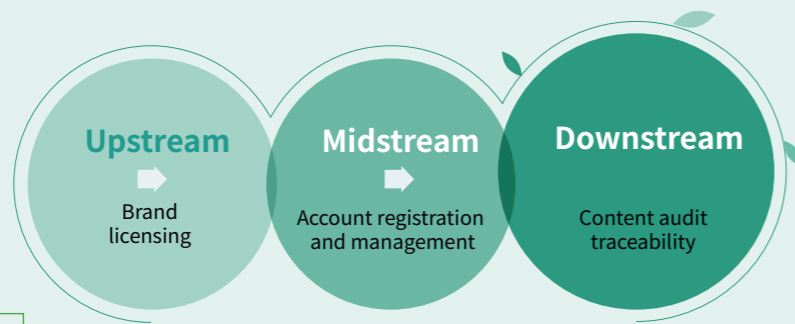 Upstream
Brand
licensing
Midstream
Account registration
and management
Downstream
Content audit
traceability